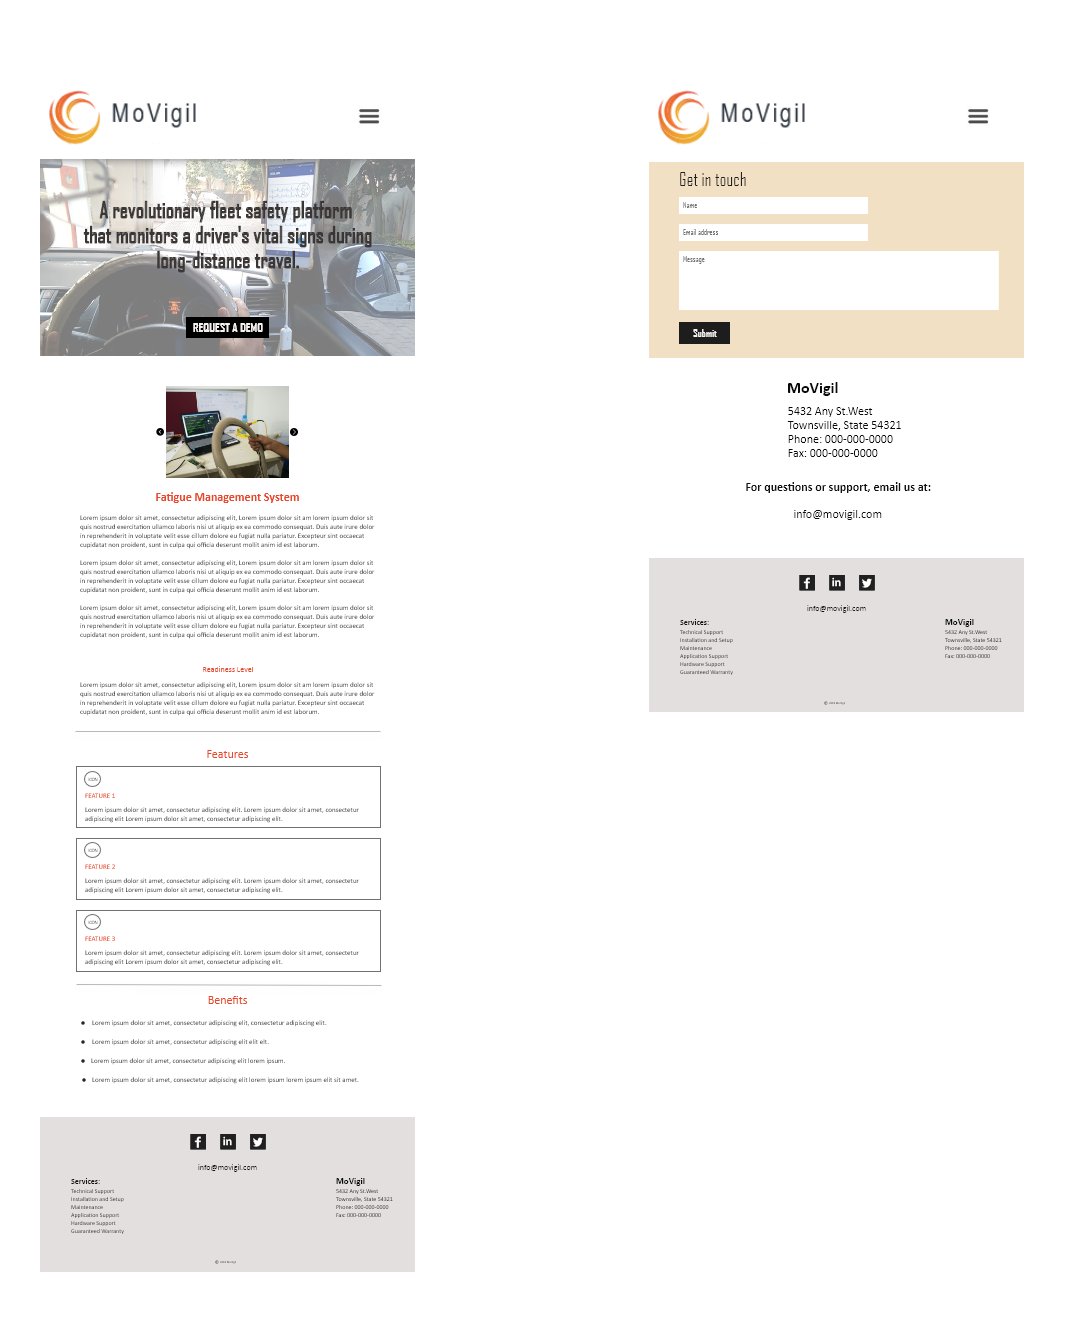 MoVigil
A revolutionary fleet safety platform
that monitors a driver's vital signs during
long-distance travel.
REQUEST A DEMO
Fatigue Management System
Lorem ipsum dolor sit amet, consectetur adipiscing elit, Lorem ipsum dolor sit am lorem ipsum dolor sit
quis nostrud exercitation ullamco laboris nisi ut aliquip ex ea commodo consequat. Duis aute irure dolor
in reprehenderit in voluptate velit esse cillum dolore eu fugiat nulla pariatur. Excepteur sint occaecat
cupidatat non proident, sunt in culpa qui officia deserunt mollit anim id est laborum.
Lorem ipsum dolor sit amet, consectetur adipiscing elit, Lorem ipsum dolor sit am lorem ipsum dolor sit
quis nostrud exercitation ullamco laboris nisi ut aliquip ex ea commodo consequat. Duis aute irure dolor
in reprehenderit in voluptate velit esse cillum dolore eu fugiat nulla pariatur. Excepteur sint occaecat
cupidatat non proident, sunt in culpa qui officia deserunt mollit anim id est laborum.
Lorem ipsum dolor sit amet, consectetur adipiscing elit, Lorem ipsum dolor sit am lorem ipsum dolor sit
quis nostrud exercitation ullamco laboris nisi ut aliquip ex ea commodo consequat. Duis aute irure dolor
in reprehenderit in voluptate velit esse cillum dolore eu fugiat nulla pariatur. Excepteur sint occaecat
cupidatat non proident, sunt in culpa qui officia deserunt mollit anim id est laborum.
Readiness Level
Lorem ipsum dolor sit amet, consectetur adipiscing elit, Lorem ipsum dolor sit am lorem ipsum dolor sit
quis nostrud exercitation ullamco laboris nisi ut aliquip ex ea commodo consequat. Duis aute irure dolor
in reprehenderit in voluptate velit esse cillum dolore eu fugiat nulla pariatur. Excepteur sint occaecat
cupidatat non proident, sunt in culpa qui officia deserunt mollit anim id est laborum.
Features
ICON
FEATURE 1
Lorem ipsum dolor sit amet, consectetur adipiscing elit. Lorem ipsum dolor sit amet, consectetur
adipiscing elit Lorem ipsum dolor sit amet, consectetur adipiscing elit.
ICON
FEATURE 2
Lorem ipsum dolor sit amet, consectetur adipiscing elit. Lorem ipsum dolor sit amet, consectetur
adipiscing elit Lorem ipsum dolor sit amet, consectetur adipiscing elit.
ICON
FEATURE 3
Lorem ipsum dolor sit amet, consectetur adipiscing elit. Lorem ipsum dolor sit amet, consectetur
adipiscing elit Lorem ipsum dolor sit amet, consectetur adipiscing elit.
Benefits
Lorem ipsum dolor sit amet, consectetur adipiscing elit, consectetur adipiscing elit.
Lorem ipsum dolor sit amet, consectetur adipiscing elit elit eit.
Lorem ipsum dolor sit amet, consectetur adipiscing elit lorem ipsum.
Lorem ipsum dolor sit amet, consectetur adipiscing elit lorem ipsum lorem ipsum elit sit amet.
info@movigil.com
Services:
Technical Support
Installation and Setup
Maintenance
Application Support
Hardware Support
Guaranteed Warranty
MoVigil
5432 Any St.West
Townsville, State 54321
Phone: 000-000-0000
Fax: 000-000-0000
MoVigil
Get in touch
Name
Email address
Message
Submit
MoVigil
5432 Any St.West
Townsville, State 54321
Phone: 000-000-0000
Fax: 000-000-0000
For questions or support, email us at:
info@movigil.com
info@movigil.com
Services:
Technical Support
Installation and Setup
Maintenance
Application Support
Hardware Support
Guaranteed Warranty
MoVigil
5432 Any St.West
Townsville, State 54321
Phone: 000-000-0000
Fax: 000-000-0000